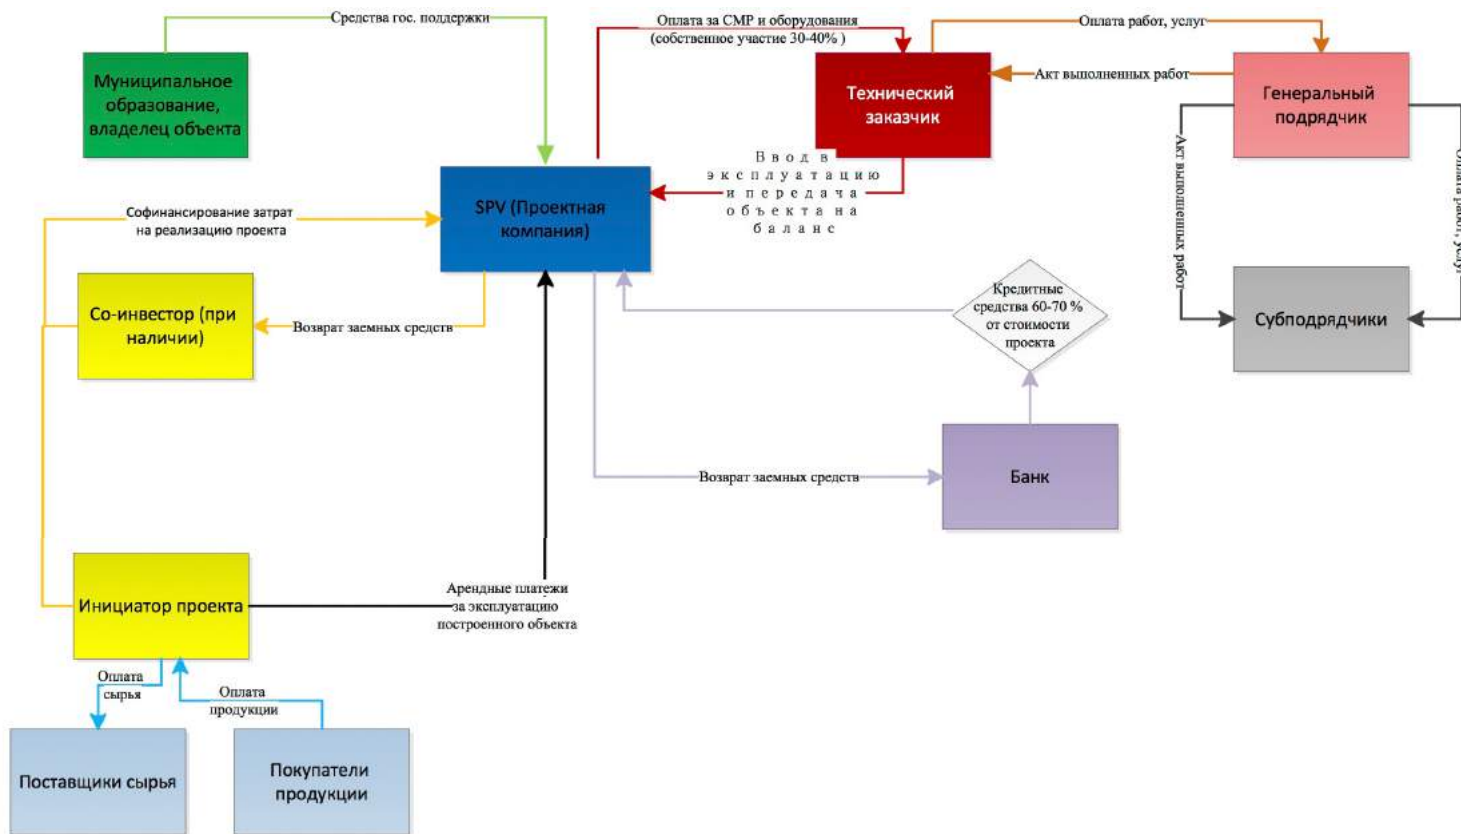 Средства гос. поддержки
Оплата за СМР и оборудования
(собственное участие 30-40% )
Оплата работ, услуг
Муниципальное
образование,
владелец объекта
Технический
заказчик
Акт выполненных работ
Генеральный
подрядчик
Ввод в
эксплуатацию
и передача
объекта на
баланс
Акт выполненных работ
Оплата работ, услуг
SPV (Проектная
компания)
Софинансирование затрат
на реализацию проекта
Со-инвестор (при
наличии)
Возврат заемных средств
Кредитные
средства 60-70 %
от стоимости
проекта
Субподрядчики
Возврат заемных средств
Банк
Инициатор проекта
Арендные платежи
за эксплуатацию
построенного объекта
Оплата
сырья
Оплата
продукции
Поставщики сырья
Покупатели
продукции